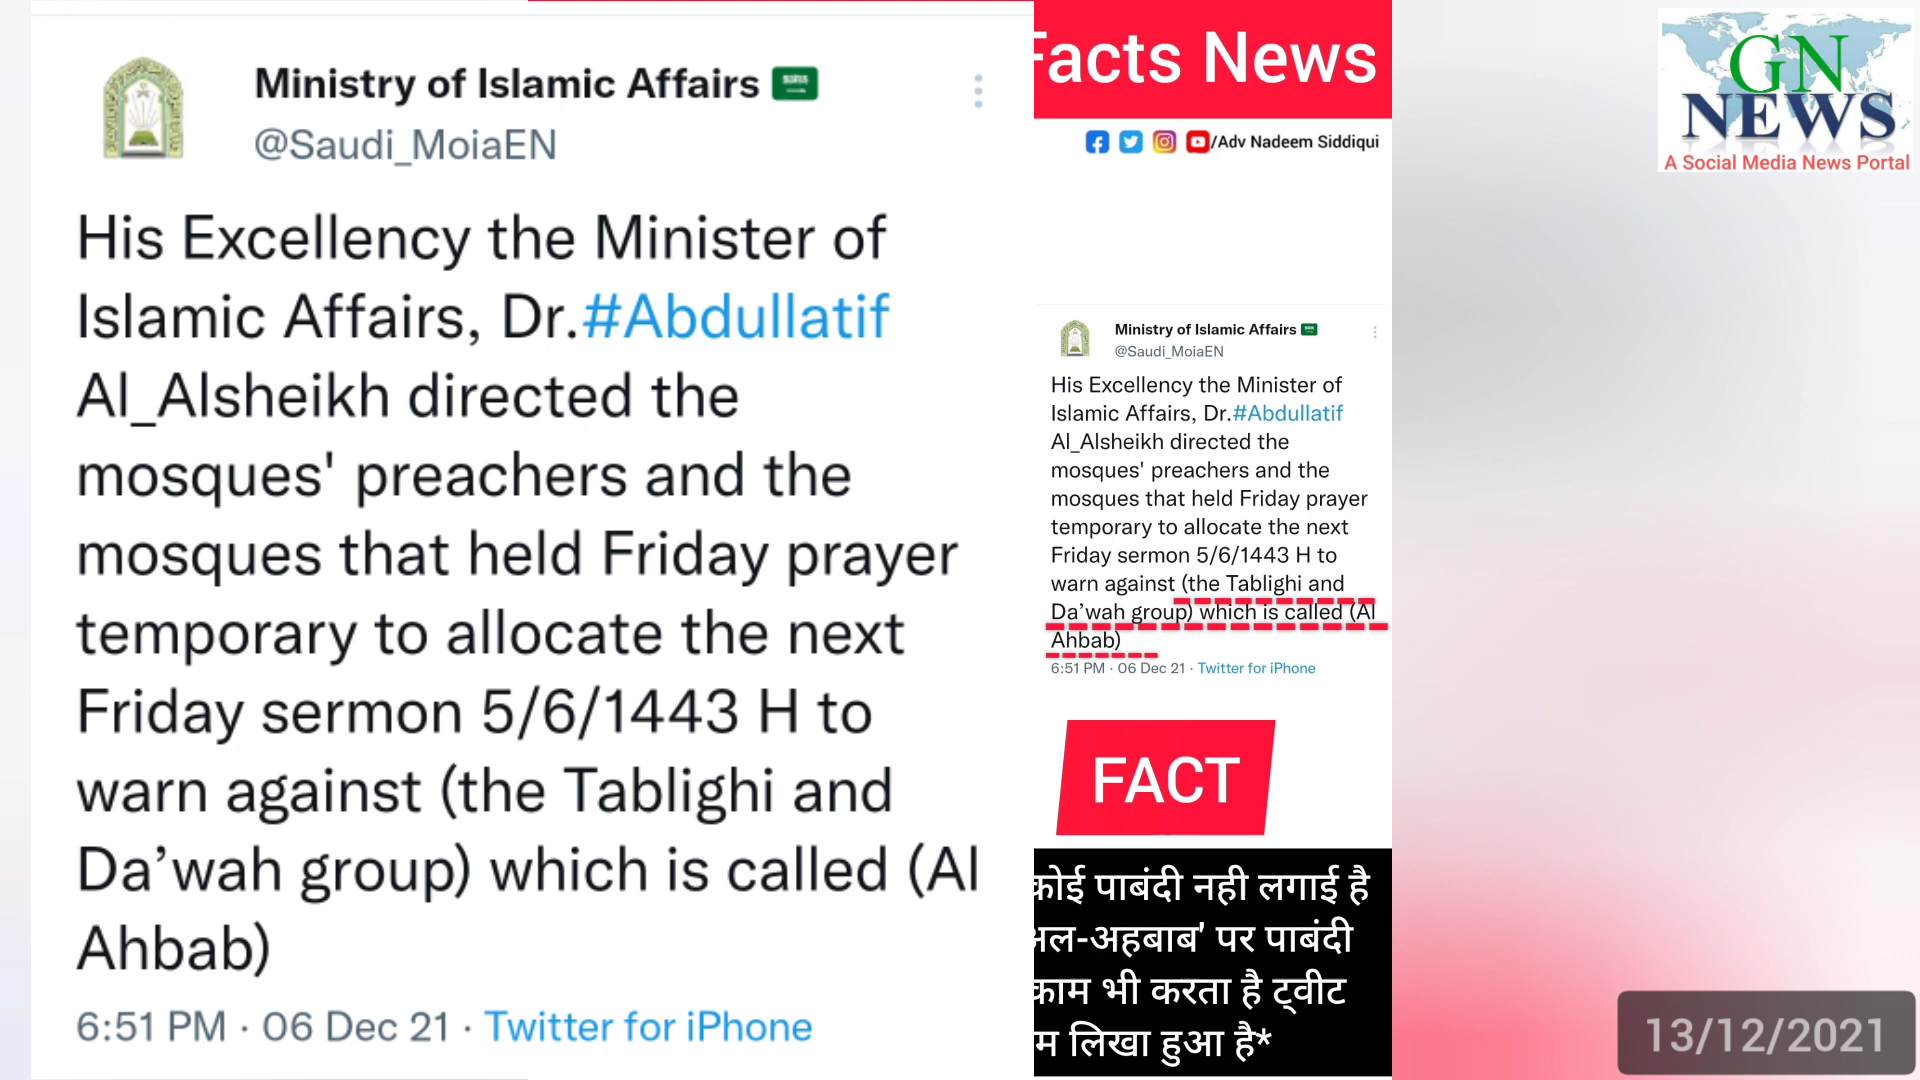 Ministry of Islamic Affairs
@Saudi_MoiaEN
His Excellency the Minister of
Islamic Affairs, Dr.#Abdullatif
Al_Alsheikh directed the
mosques' preachers and the
mosques that held Friday prayer
temporary to allocate the next
Friday sermon 5/6/1443 H to
warn against (the Tablighi and
Da’wah group) which is called (Al
Ahbab)
6:51 PM · 06 Dec 21 · Twitter for iPhone
Facts News
/Adv Nadeem Siddiqui
Ministry of Islamic Affairs
@Saudi_MoiaEN
His Excellency the Minister of
Islamic Affairs, Dr.#Abdullatif
Al_Alsheikh directed the
mosques' preachers and the
mosques that held Friday prayer
temporary to allocate the next
Friday sermon 5/6/1443 H to
warn against (the Tablighi and
Da’wah group) which is called (Al
Ahbab)
6:51 PM · 06 Dec 21 · Twitter for iPhone
FACT
कोई पाबंदी नही लगाई है
अल-अहबाब' पर पाबंदी
काम भी करता है ट्वीट
लिखा हुआ है*
GN
NEWS
A Social Media News Portal
13/12/2021